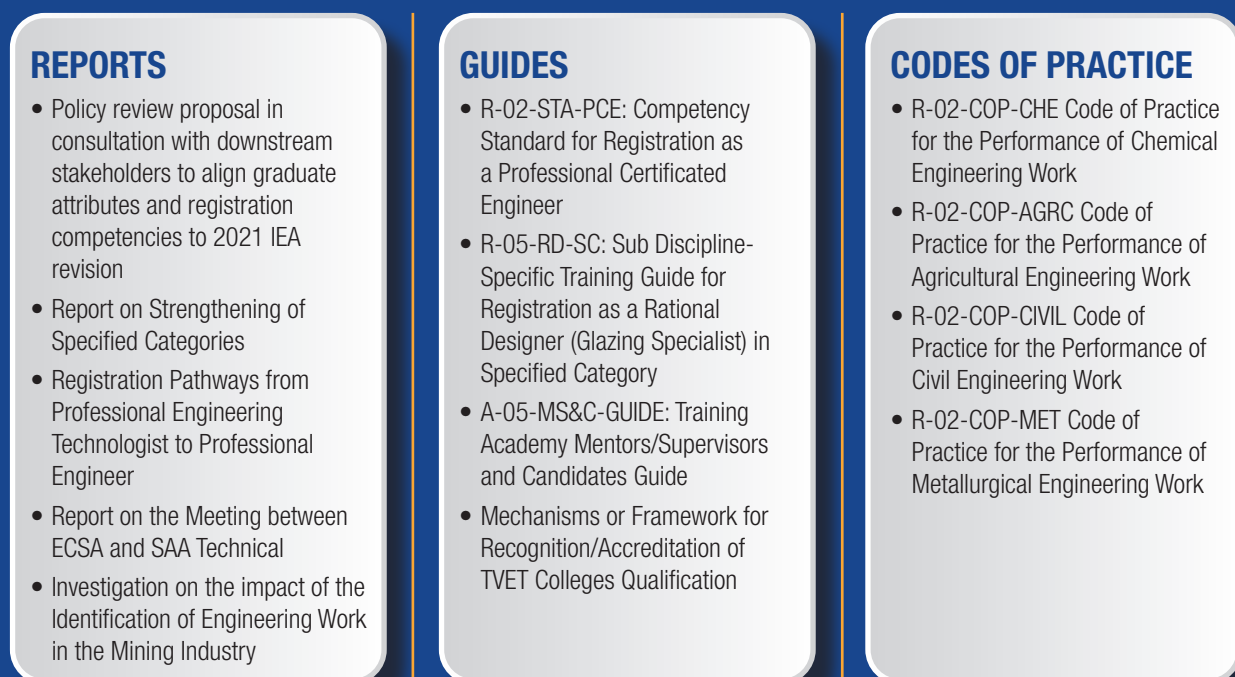 REPORTS
• Policy review proposal in
consultation with downstream
stakeholders to align graduate
attributes and registration
competencies to 2021 IEA
revision
• Report on Strengthening of
Specified Categories
• Registration Pathways from
Professional Engineering
Technologist to Professional
Engineer
• Report on the Meeting between
ECSA and SAA Technical
• Investigation on the impact of the
Identification of Engineering Work
in the Mining Industry
GUIDES
• R-02-STA-PCE: Competency
Standard for Registration as
a Professional Certificated
Engineer
• R-05-RD-SC: Sub Discipline-
Specific Training Guide for
Registration as a Rational
Designer (Glazing Specialist) in
Specified Category
• A-05-MS&C-GUIDE: Training
Academy Mentors/Supervisors
and Candidates Guide
• Mechanisms or Framework for
Recognition/Accreditation of
TVET Colleges Qualification
CODES OF PRACTICE
• R-02-COP-CHE Code of Practice
for the Performance of Chemical
Engineering Work
• R-02-COP-AGRC Code of
Practice for the Performance of
Agricultural Engineering Work
• R-02-COP-CIVIL Code of
Practice for the Performance of
Civil Engineering Work
• R-02-COP-MET Code of
Practice for the Performance of
Metallurgical Engineering Work